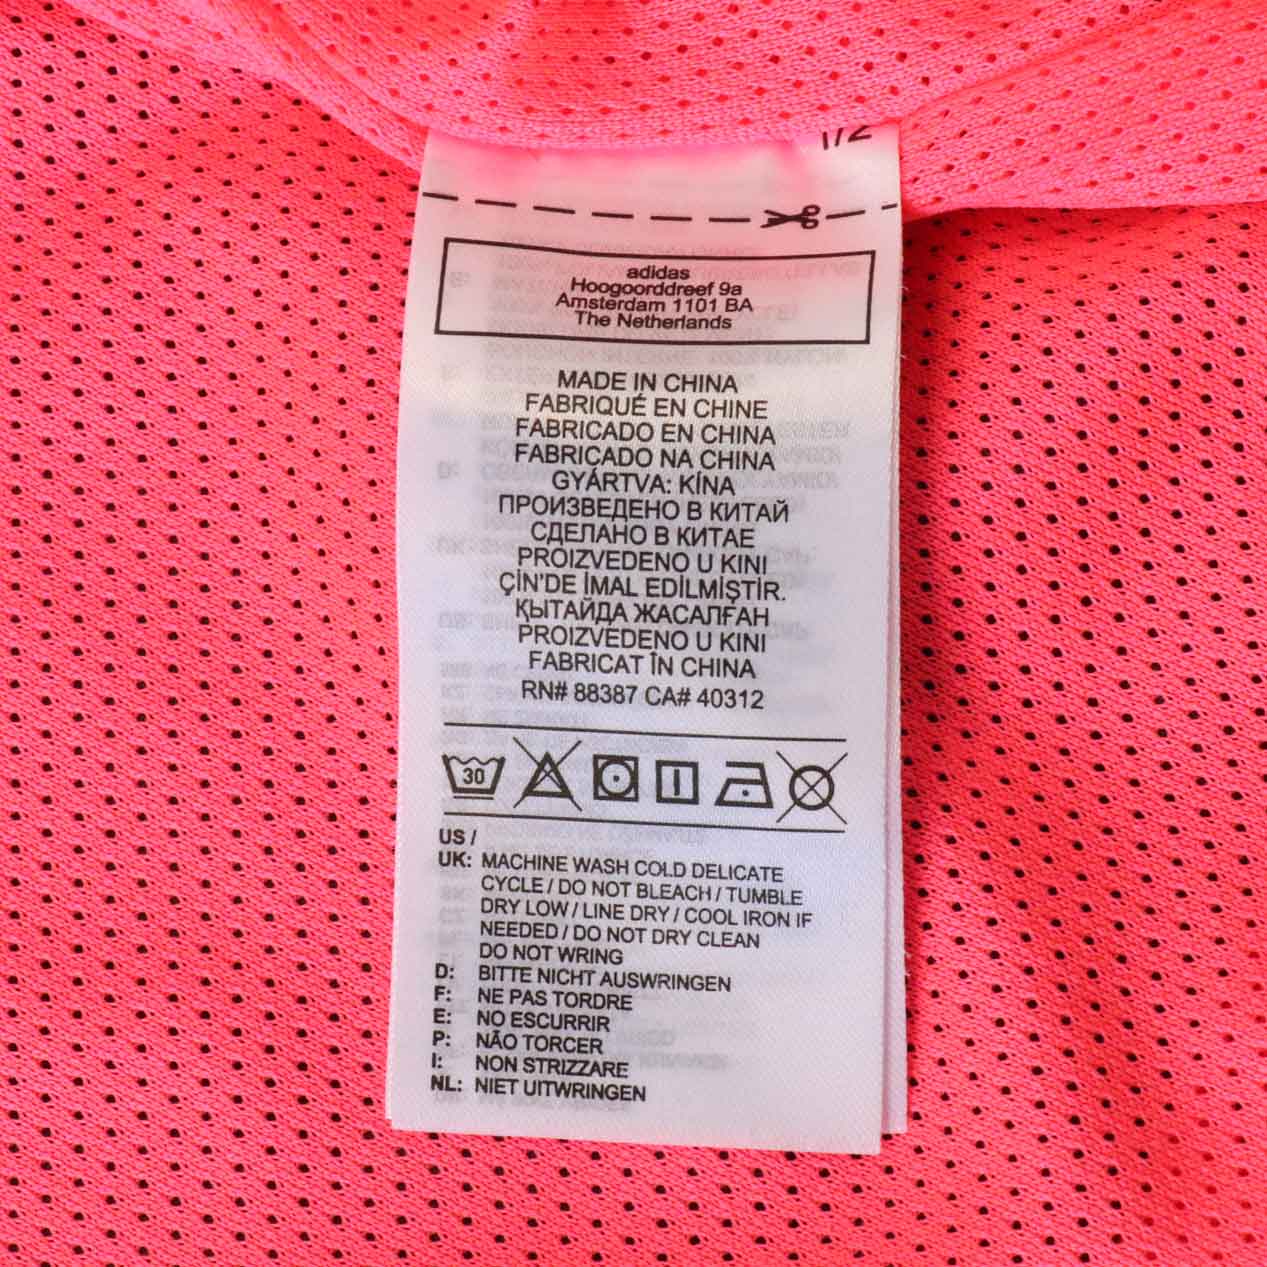 1/2
adidas
Hoogoorddreef 9a
Amsterdam 1101 BA
The Netherlands
MADE IN CHINA
FABRIQUÉ EN CHINE
FABRICADO EN CHINA
FABRICADO NA CHINA
GYÁRTVA: KÍNA
ПРОИЗВЕДЕНО В КИТАЙ
СДЕЛАНО В КИТАЕ
PROIZVEDENO U KINI
ÇİN'DE İMAL EDİLMİŞTİR.
ҚЫТАЙДА ЖАСАЛҒАН
PROIZVEDENO U KINI
FABRICAT ÎN CHINA
RN# 88387 CA# 40312
30
US /
UK: MACHINE WASH COLD DELICATE
CYCLE / DO NOT BLEACH / TUMBLE
DRY LOW / LINE DRY / COOL IRON IF
NEEDED / DO NOT DRY CLEAN
DO NOT WRING
D: BITTE NICHT AUSWRINGEN
F: NE PAS TORDRE
E: NO ESCURRIR
P: NÃO TORCER
I: NON STRIZZARE
NL: NIET UITWRINGEN